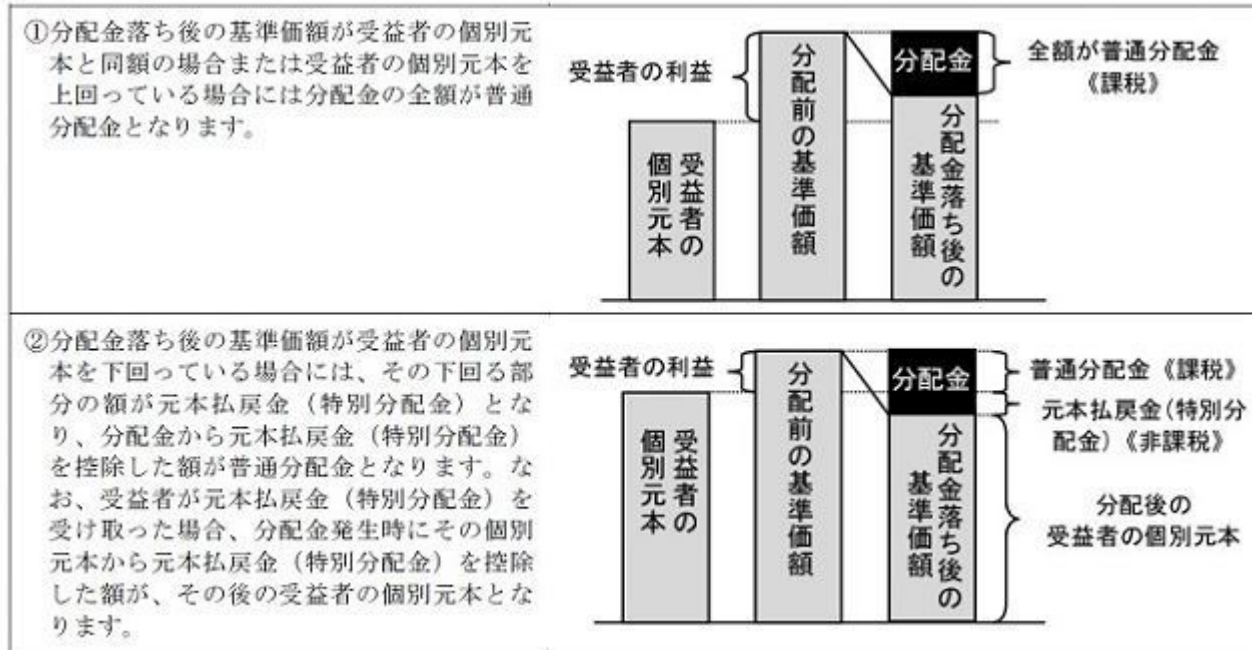 ①分配金落ち後の基準価額が受益者の個別元
本と同額の場合または受益者の個別元本を
上回っている場合には分配金の全額が普通
分配金となります。
受益者の利益
受益者の
個別元本
分配前の基準価額
分配金
分配金落ち後の
基準価額
全額が普通分配金
《課税》
②分配金落ち後の基準価額が受益者の個別元
本を下回っている場合には、その下回る部
分の額が元本払戻金（特別分配金）とな
り、分配金から元本払戻金（特別分配金）
を控除した額が普通分配金となります。な
お、受益者が元本払戻金（特別分配金）を
受け取った場合、分配金発生時にその個別
元本から元本払戻金（特別分配金）を控除
した額が、その後の受益者の個別元本とな
ります。
受益者の利益
受益者の
個別元本
分配前の基準価額
分配金
分配金落ち後の
基準価額
普通分配金《課税》
元本払戻金(特別分
配金)《非課税》
分配後の
受益者の個別元本